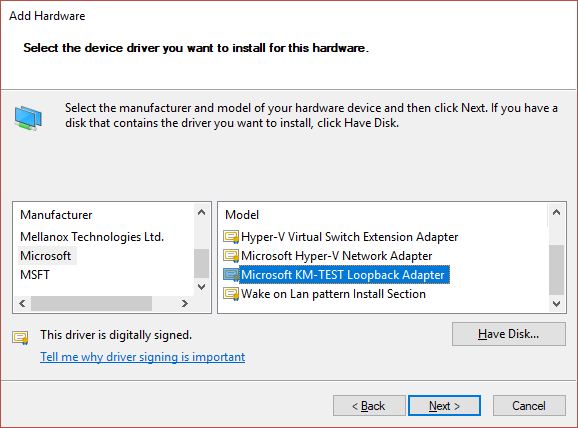 Add Hardware
Select the device driver you want to install for this hardware.
Select the manufacturer and model of your hardware device and then click Next. If you have a
disk that contains the driver you want to install, click Have Disk.
Manufacturer
Mellanox Technologies Ltd.
Microsoft
MSFT
Model
Hyper-V Virtual Switch Extension Adapter
Microsoft Hyper-V Network Adapter
Microsoft KM-TEST Loopback Adapter
Wake on Lan pattern Install Section
This driver is digitally signed.
Tell me why driver signing is important
Have Disk...
< Back
Next >
Cancel